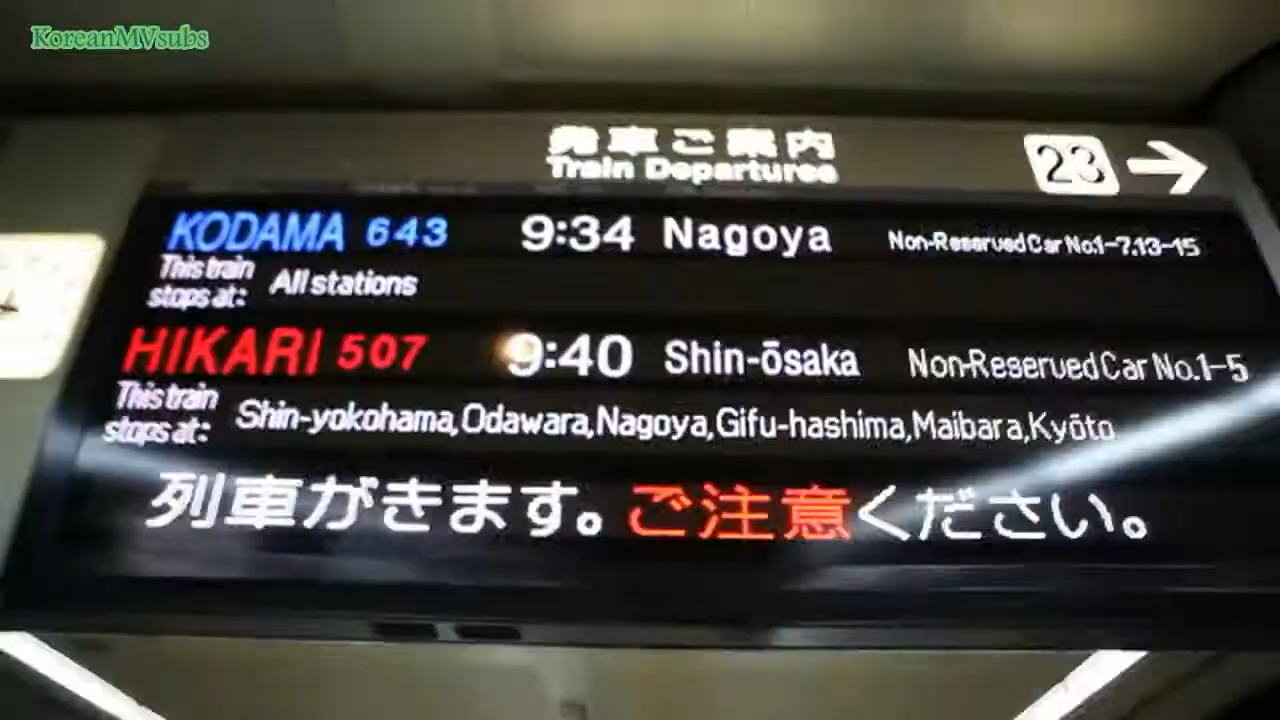 KoreanMVsubs
発車ご案内
Train Departures
23
KODAMA 643 9:34 Nagoya Non-Reserved Car No.1-7,13-15
This train stops at: All stations
HIKARI 507 9:40 Shin-ōsaka Non-Reserved Car No.1-5
This train stops at: Shin-yokohama,Odawara,Nagoya,Gifu-hashima,Maibara,Kyōto
列車がきます。ご注意ください。